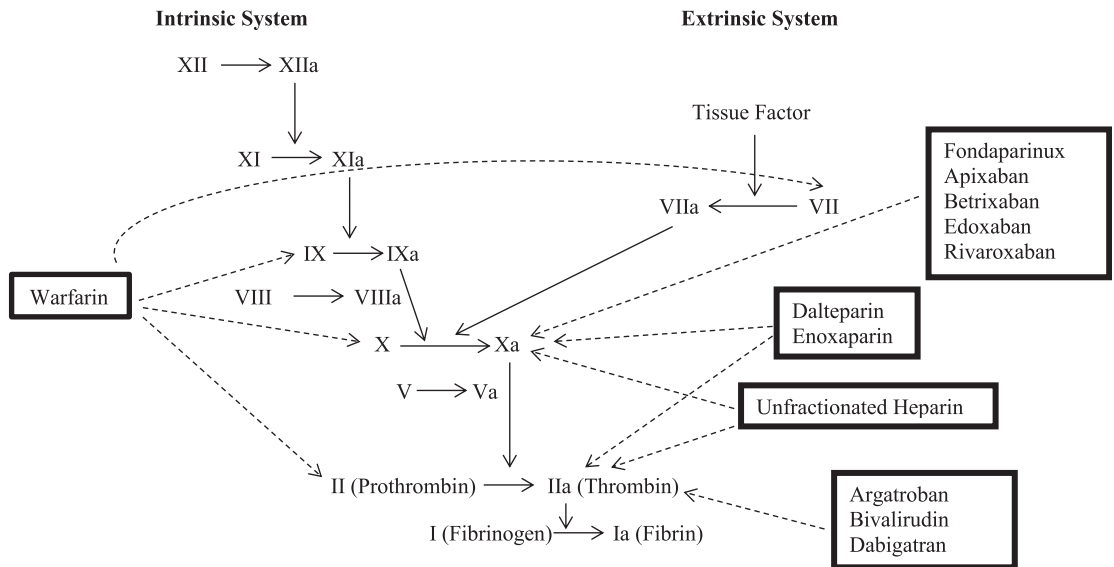 Intrinsic System
Extrinsic System
XII
XIIa
Tissue Factor
XI
XIa
Fondaparinux
Apixaban
Betrixaban
Edoxaban
Rivaroxaban
VIIa
VII
IX
IXa
Warfarin
VIII
VIIIa
Dalteparin
Enoxaparin
X
Xa
V
Va
Unfractionated Heparin
II (Prothrombin)
IIa (Thrombin)
Argatroban
Bivalirudin
Dabigatran
I (Fibrinogen)
Ia (Fibrin)